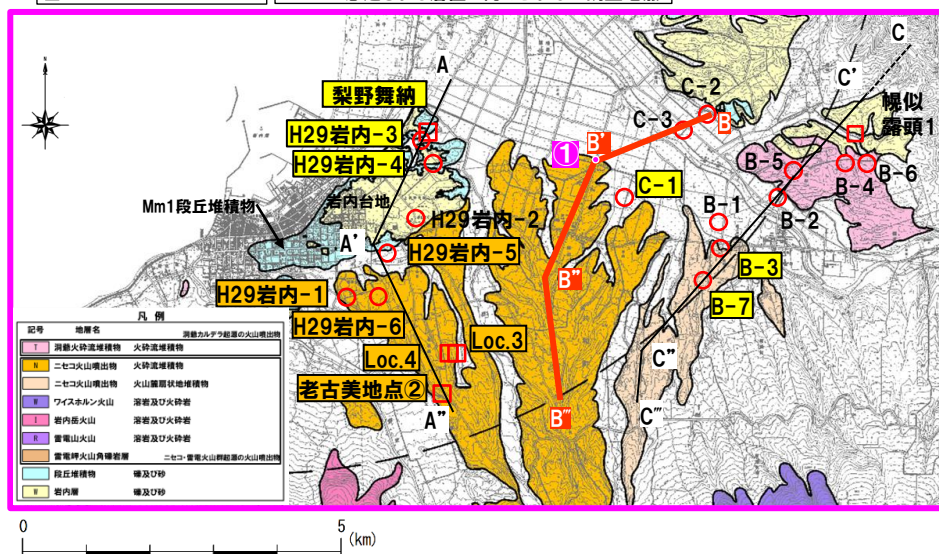 A
C
C'
C-2
梨野舞納
幌似
露頭1
H29岩内-3
C-3
B
B'
①
H29岩内-4
B-5
B-4
B-6
岩内台地
C-1
B-2
Mm1段丘堆積物
H29岩内-2
B-1
A'
H29岩内-5
B-3
B''
H29岩内-1
B-7
H29岩内-6
凡 例
記号 地層名
洞爺カルデラ起源の火山噴出物
T 洞爺火砕流堆積物 火砕流堆積物
N ニセコ火山噴出物 火砕流堆積物
ニセコ火山噴出物 火山麓扇状地堆積物
W ワイスホルン火山 溶岩及び火砕岩
I 岩内岳火山 溶岩及び火砕岩
R 雷電山火山 溶岩及び火砕岩
雷電岬火山角礫岩層
ニセコ・雷電火山群起源の火山噴出物
段丘堆積物 礫及び砂
W 岩内層 礫及び砂
Loc.3
Loc.4
C''
老古美地点②
A''
B'''
C'''
0 5
(km)